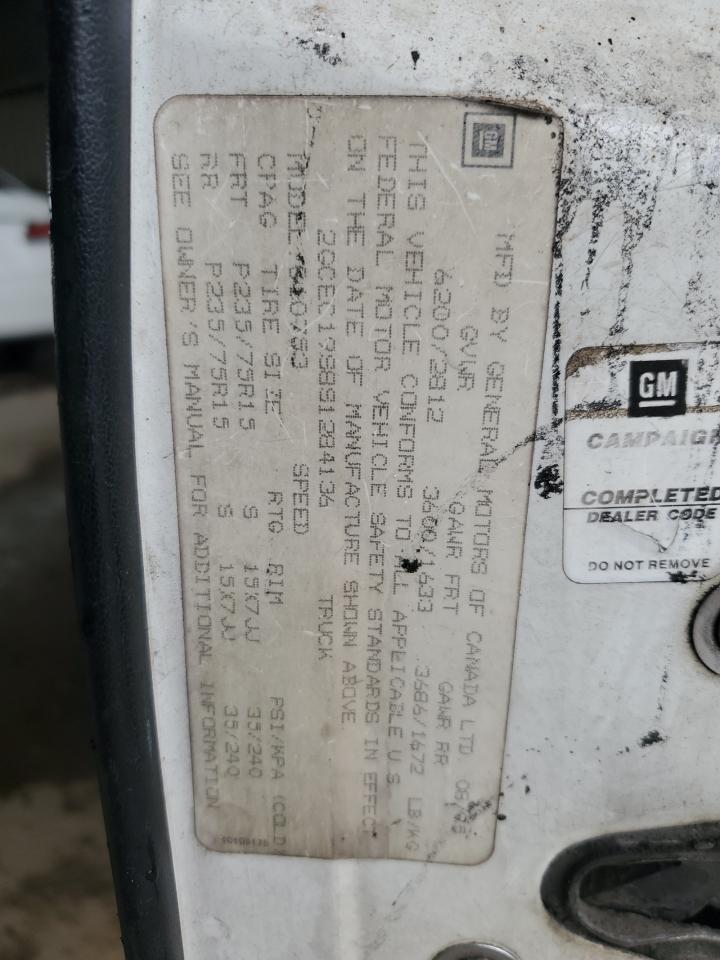 GM
MFD BY GENERAL MOTORS OF CANADA LTD
GVWR GAWR FRT GAWR RR
6200/2812 3600/1633 3686/1672 LB/KG
THIS VEHICLE CONFORMS TO ALL APPLICABLE U S
FEDERAL MOTOR VEHICLE SAFETY STANDARDS IN EFFECT
ON THE DATE OF MANUFACTURE SHOWN ABOVE
TRUCK
MODEL SPEED
CPAG TIRE SIZE RTG RIM PSI/KPA (COLD
FRT P235/75R15 S 15X7JJ 35/240
RR P235/75R15 S 15X7JJ 35/240
SEE OWNER'S MANUAL FOR ADDITIONAL INFORMATION
GM
CAMPAIGN
COMPLETED
DEALER CODE
DO NOT REMOVE